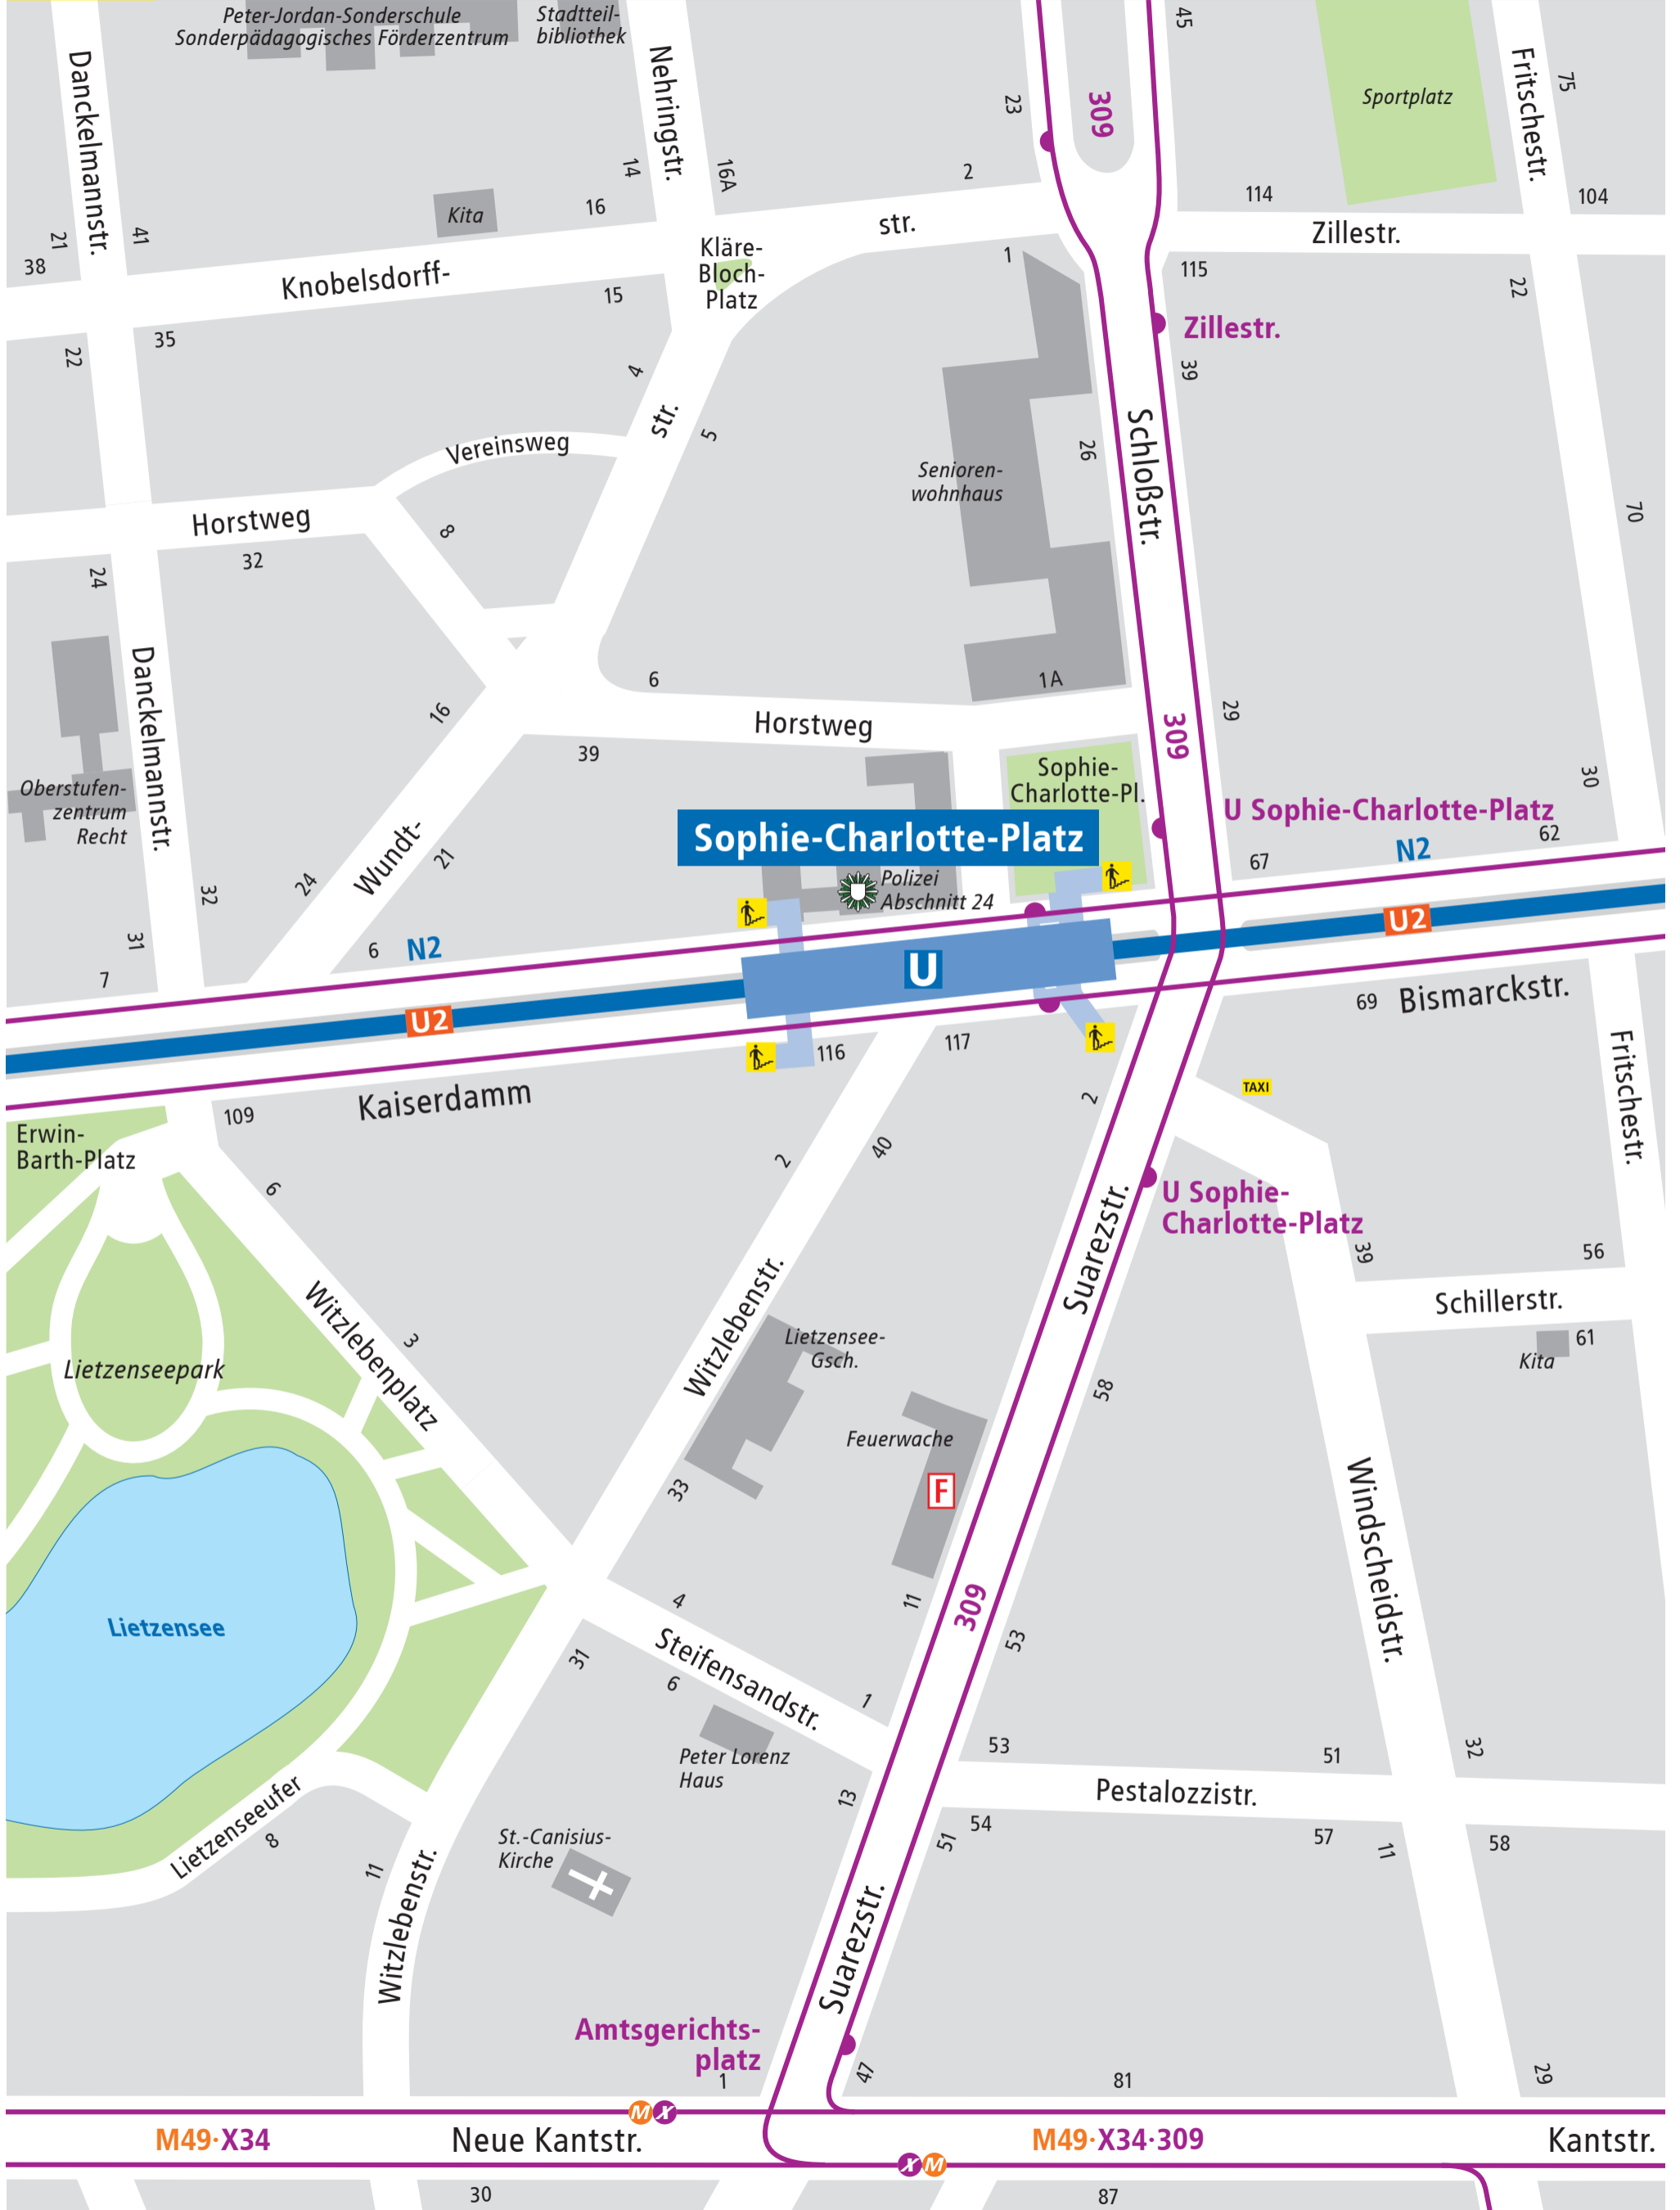 Peter-Jordan-Sonderschule
Sonderpädagogisches Förderzentrum
Stadtteil-
bibliothek
Danckelmannstr.
Nehringstr.
45
Fritschestr.
75
Sportplatz
23
309
14
16A
2
114
104
Kita
16
21
41
38
str.
Zillestr.
Kläre-
Bloch-
Platz
Knobelsdorff-
1
115
15
22
35
22
Zillestr.
4
39
str.
5
Schloßstr.
26
Vereinsweg
Senioren-
wohnhaus
70
Horstweg
8
32
24
Danckelmannstr.
6
1A
16
29
309
Horstweg
39
Sophie-
Charlotte-Pl.
30
Oberstufen-
zentrum
Recht
U Sophie-Charlotte-Platz
62
Sophie-Charlotte-Platz
N2
67
Wundt-
21
24
32
Polizei
Abschnitt 24
31
6
N2
U2
7
U
69
Bismarckstr.
U2
116
117
Kaiserdamm
109
2
TAXI
Fritschestr.
Erwin-
Barth-Platz
6
2
40
U Sophie-
Charlotte-Platz
Suarezstr.
39
56
Witzlebenplatz
3
Witzlebenstr.
Schillerstr.
Lietzensee-
Gsch.
61
Kita
Lietzenseepark
58
Feuerwache
33
F
Windscheidstr.
11
309
4
Lietzensee
53
31
Steifensandstr.
6
1
53
51
32
Peter Lorenz
Haus
Pestalozzistr.
13
54
51
57
11
58
Lietzenseeufer
8
11
St.-Canisius-
Kirche
Witzlebenstr.
Suarezstr.
Amtsgerichts-
platz
1
47
81
29
M X
M49·X34
Neue Kantstr.
M49·X34·309
Kantstr.
X M
30
87